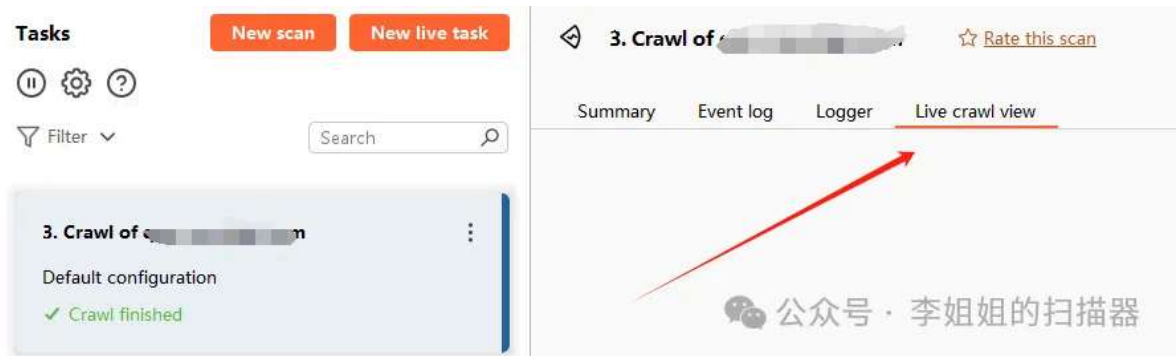 Tasks
New scan
New live task
Filter
Search
3. Crawl of
Default configuration
Crawl finished
3. Crawl of
Rate this scan
Summary
Event log
Logger
Live crawl view
公众号 · 李姐姐的扫描器